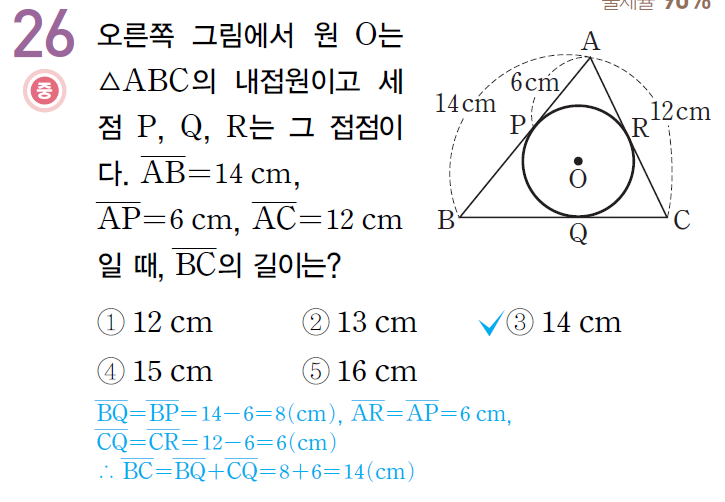 출제율 90%
26
중
오른쪽 그림에서 원 O는
△ABC의 내접원이고 세
점 P, Q, R는 그 접점이
다. AB=14 cm,
AP=6 cm, AC=12 cm
일 때, BC의 길이는?
A
6cm
14cm
12cm
P
R
O
B
C
Q
① 12 cm ② 13 cm ③ 14 cm
④ 15 cm ⑤ 16 cm
BQ=BP=14-6=8(cm), AR=AP=6 cm,
CQ=CR=12-6=6(cm)
∴ BC=BQ+CQ=8+6=14(cm)